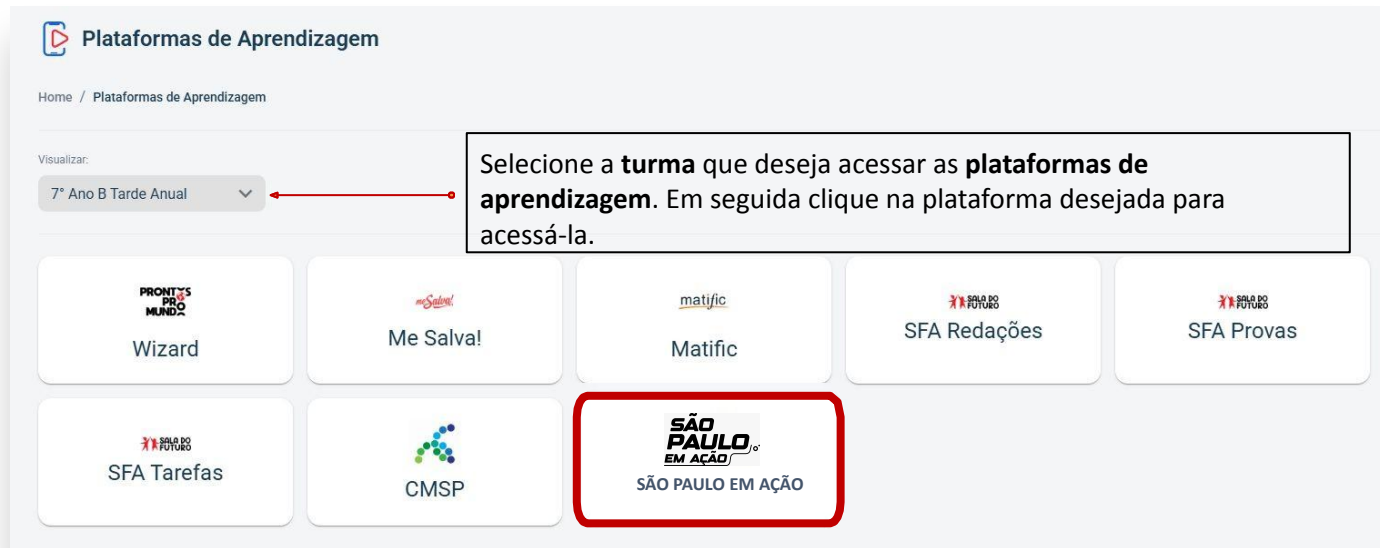 Plataformas de Aprendizagem
Home / Plataformas de Aprendizagem
Visualizar:
7° Ano B Tarde Anual
Selecione a turma que deseja acessar as plataformas de
aprendizagem. Em seguida clique na plataforma desejada para
acessá-la.
PRONTOS
PRO
MUNDO
Wizard
meSalva!
Me Salva!
matific
Matific
SALA DO
FUTURO
SFA Redações
SALA DO
FUTURO
SFA Provas
SALA DO
FUTURO
SFA Tarefas
CMSP
SÃO
PAULO
EM AÇÃO
SÃO PAULO EM AÇÃO